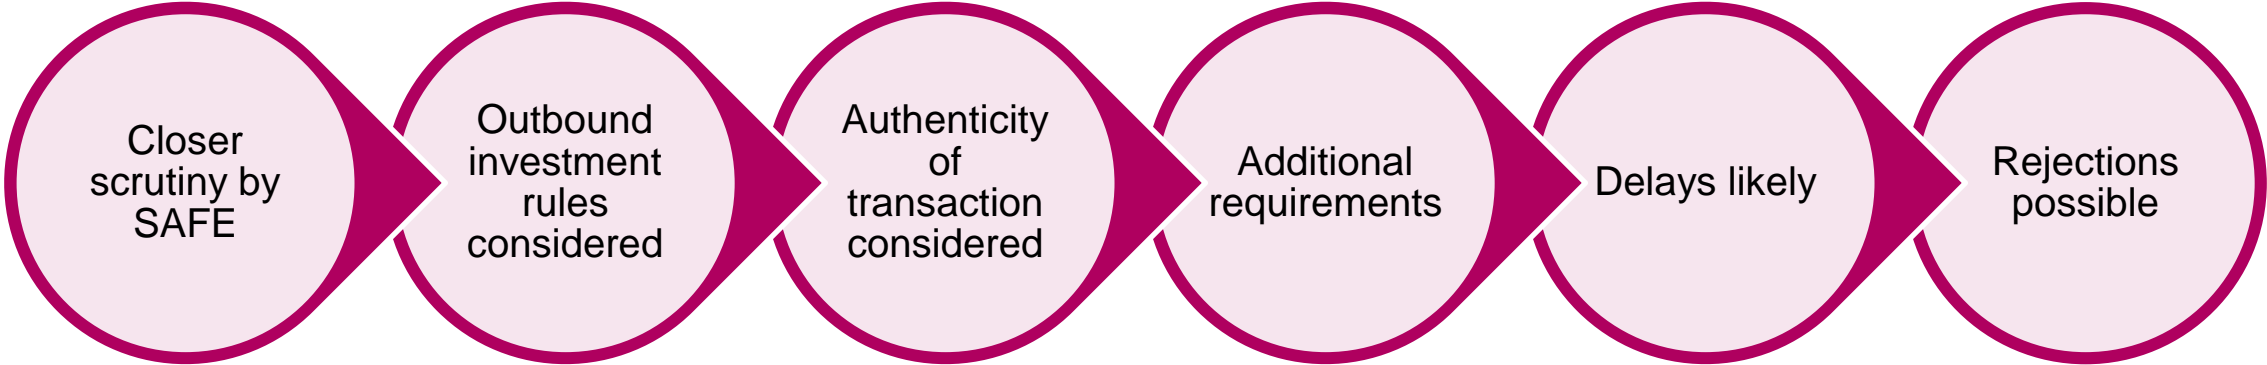 Closer
scrutiny by
SAFE
Outbound
investment
rules
considered
Authenticity
of
transaction
considered
Additional
requirements
Delays likely
Rejections
possible